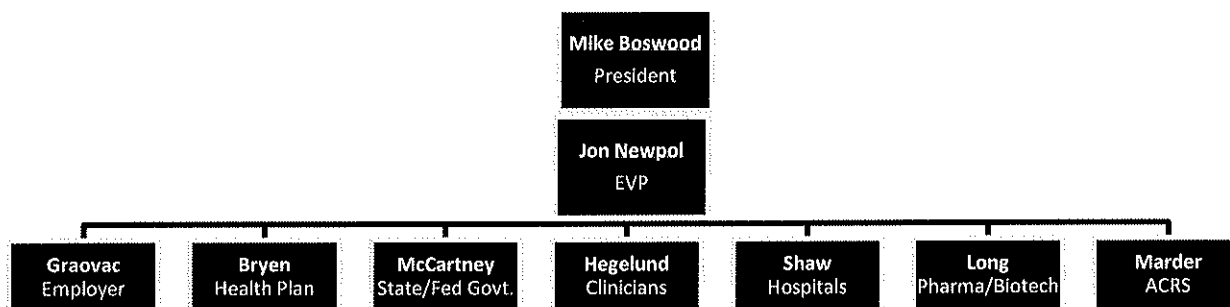 Mike Boswood
President
Jon Newpol
EVP
Graovac
Employer
Bryen
Health Plan
McCartney
State/Fed Govt.
Hegelund
Clinicians
Shaw
Hospitals
Long
Pharma/Biotech
Marder
ACRS